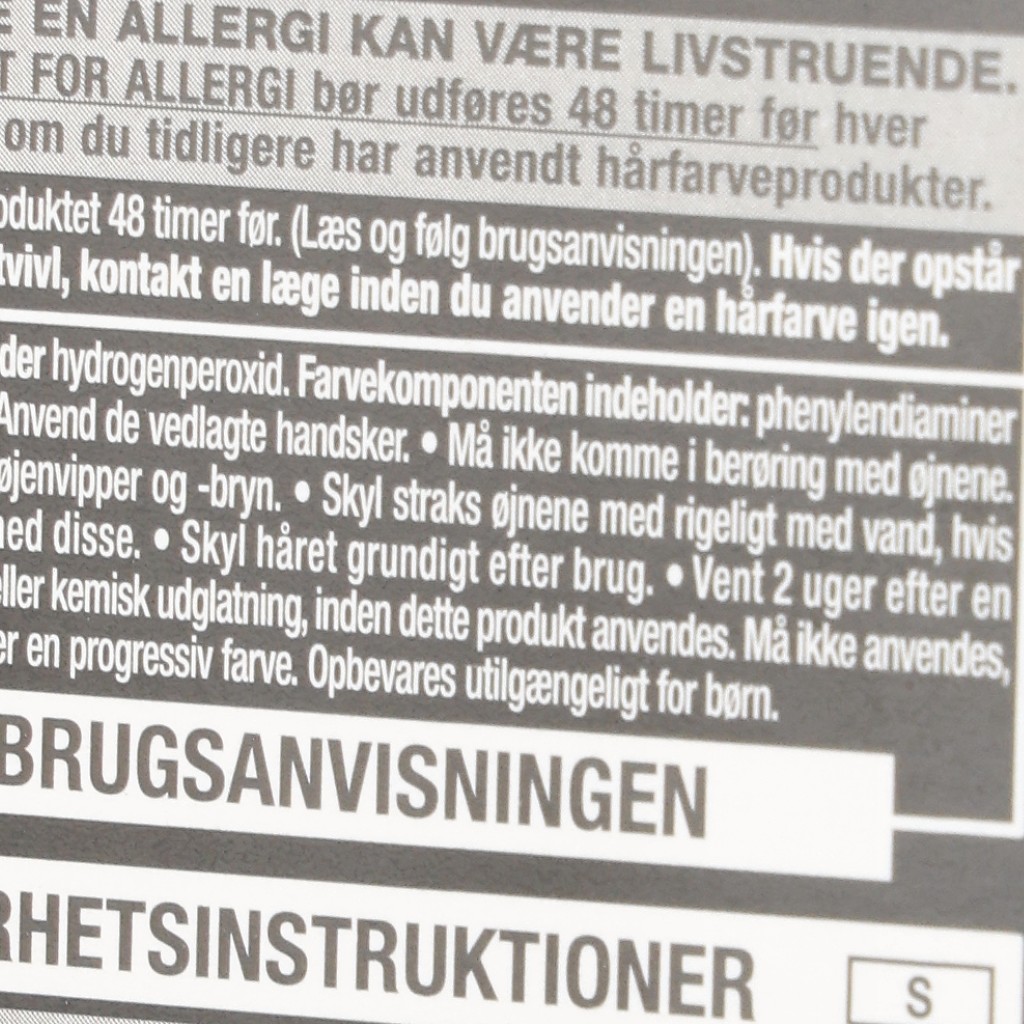 EN ALLERGI KAN VÆRE LIVSTRUENDE.
FOR ALLERGI bør udføres 48 timer før hver
om du tidligere har anvendt hårfarveprodukter.
oduktet 48 timer før. (Læs og følg brugsanvisningen). Hvis der opstår
tvivl, kontakt en læge inden du anvender en hårfarve igen.
der hydrogenperoxid. Farvekomponenten indeholder: phenylendiaminer
Anvend de vedlagte handsker. • Må ikke komme i berøring med øjnene.
øjenvipper og -bryn. • Skyl straks øjnene med rigeligt med vand, hvis
ed disse. • Skyl håret grundigt efter brug. • Vent 2 uger efter en
ller kemisk udglatning, inden dette produkt anvendes. Må ikke anvendes,
er en progressiv farve. Opbevares utilgængeligt for børn.
BRUGSANVISNINGEN
RHETSINSTRUKTIONER
S